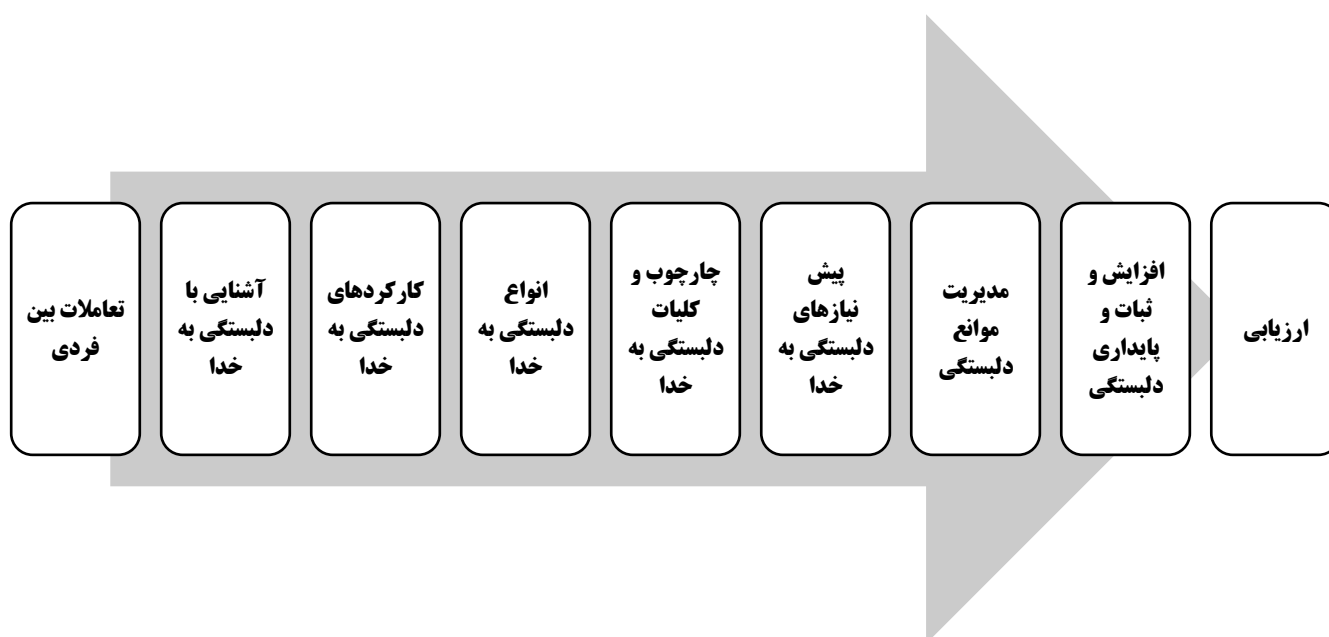 تعاملات بین
فردی
آشنایی با
دلبستگی به
خدا
کارکردهای
دلبستگی به
خدا
انواع
دلبستگی به
خدا
چارچوب و
کلیات
دلبستگی به
خدا
پیش
نیازهای
دلبستگی به
خدا
مدیریت
موانع
دلبستگی
افزایش و
ثبات و
پایداری
دلبستگی
ارزیابی